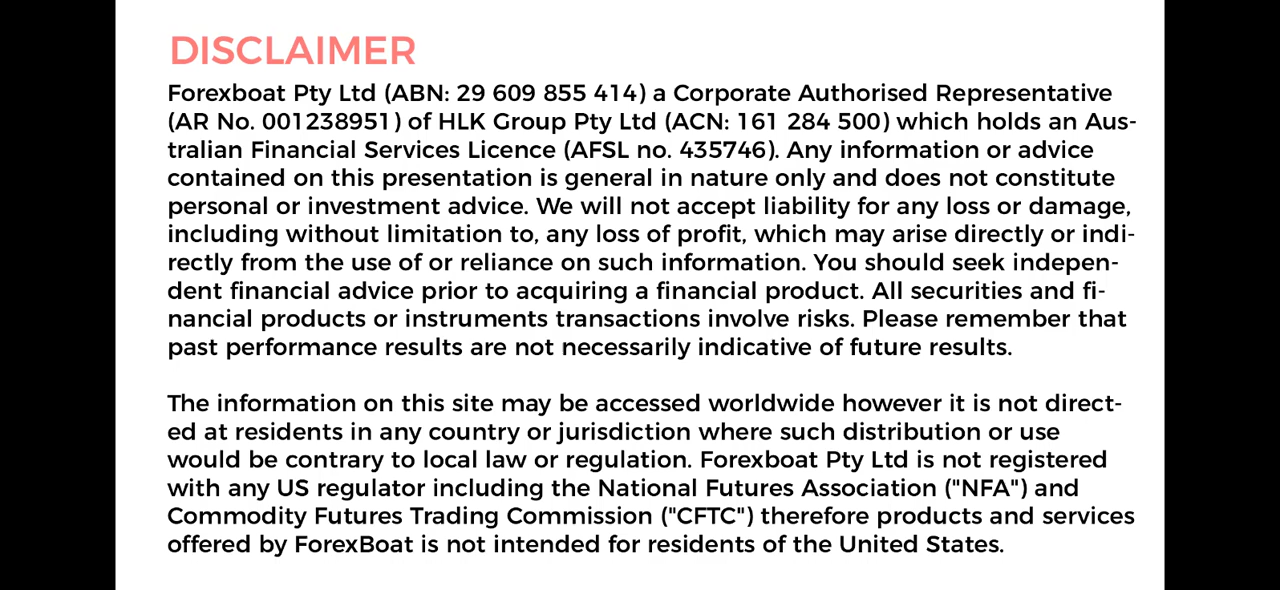 DISCLAIMER
Forexboat Pty Ltd (ABN: 29 609 855 414) a Corporate Authorised Representative
(AR No. 001238951) of HLK Group Pty Ltd (ACN: 161 284 500) which holds an Aus-
tralian Financial Services Licence (AFSL no. 435746). Any information or advice
contained on this presentation is general in nature only and does not constitute
personal or investment advice. We will not accept liability for any loss or damage,
including without limitation to, any loss of profit, which may arise directly or indi-
rectly from the use of or reliance on such information. You should seek indepen-
dent financial advice prior to acquiring a financial product. All securities and fi-
nancial products or instruments transactions involve risks. Please remember that
past performance results are not necessarily indicative of future results.
The information on this site may be accessed worldwide however it is not direct-
ed at residents in any country or jurisdiction where such distribution or use
would be contrary to local law or regulation. Forexboat Pty Ltd is not registered
with any US regulator including the National Futures Association ("NFA") and
Commodity Futures Trading Commission ("CFTC") therefore products and services
offered by ForexBoat is not intended for residents of the United States.